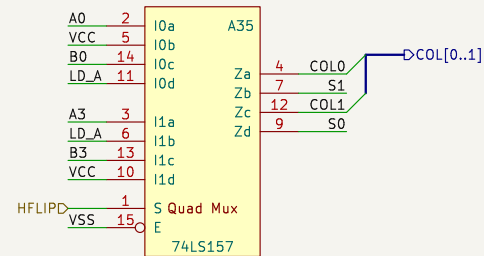 A0 2 I0a A35
VCC 5 I0b
B0 14 I0c
LD_A 11 I0d
Za 4 COL0 COL[0..1]
Zb 7 S1
Zc 12 COL1
Zd 9 S0
A3 3 I1a
LD_A 6 I1b
B3 13 I1c
VCC 10 I1d
HFLIP 1 S Quad Mux
VSS 15 E
74LS157